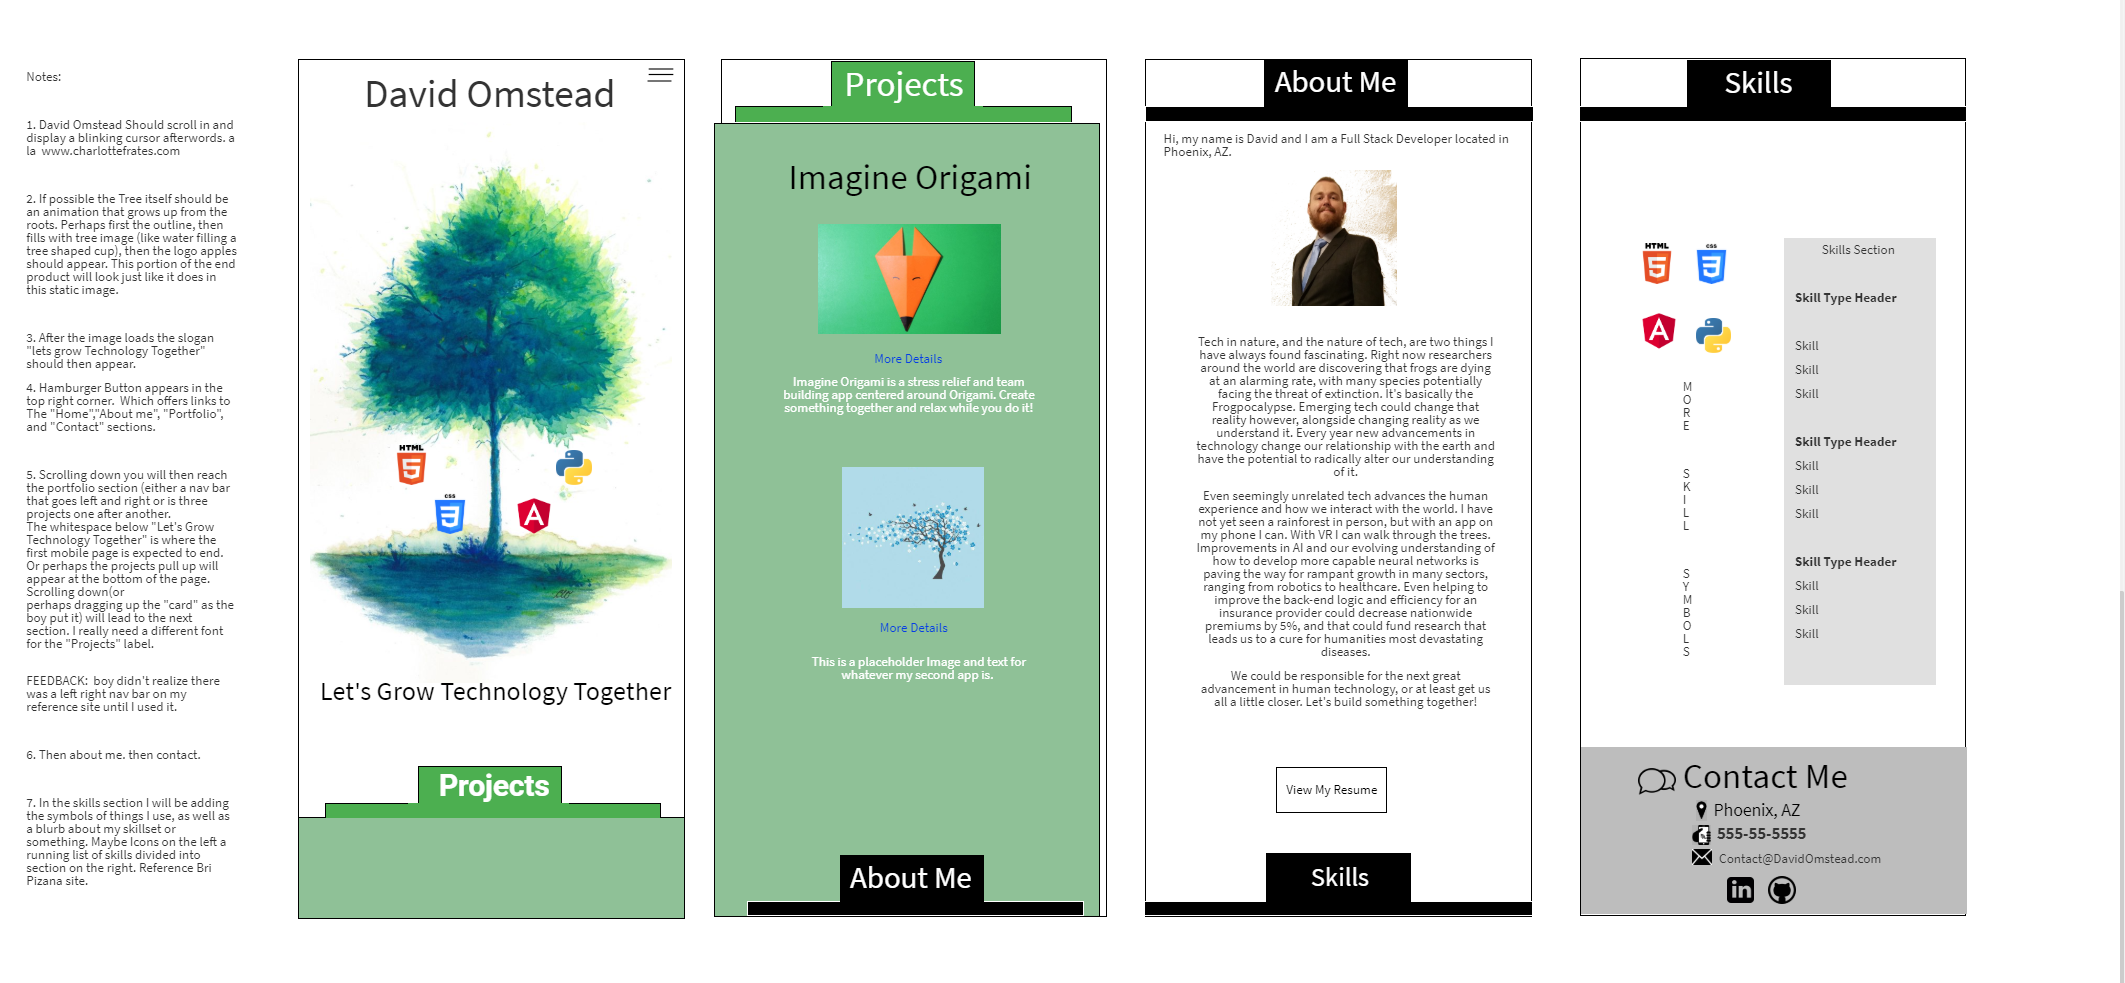 Notes:
1. David Omstead Should scroll in and
display a blinking cursor afterwords. a
la  www.charlottefrates.com
2. If possible the Tree itself should be
an animation that grows up from the
roots. Perhaps first the outline, then
fills with tree image (like water filling a
tree shaped cup), then the logo apples
should appear. This portion of the end
product will look just like it does in
this static image.
3. After the image loads the slogan
"lets grow Technology Together"
should then appear.
4. Hamburger Button appears in the
top right corner.  Which offers links to
The "Home","About me", "Portfolio",
and "Contact" sections.
5. Scrolling down you will then reach
the portfolio section (either a nav bar
that goes left and right or is three
projects one after another.
The whitespace below "Let's Grow
Technology Together" is where the
first mobile page is expected to end.
Or perhaps the projects pull up will
appear at the bottom of the page.
Scrolling down(or
perhaps dragging up the "card" as the
boy put it) will lead to the next
section. I really need a different font
for the "Projects" label.
FEEDBACK:  boy didn't realize there
was a left right nav bar on my
reference site until I used it.
6. Then about me. then contact.
7. In the skills section I will be adding
the symbols of things I use, as well as
a blurb about my skillset or
something. Maybe Icons on the left a
running list of skills divided into
section on the right. Reference Bri
Pizana site.
David Omstead
HTML
5
CSS
3
A
Let's Grow Technology Together
Projects
Projects
Imagine Origami
More Details
Imagine Origami is a stress relief and team
building app centered around Origami. Create
something together and relax while you do it!
More Details
This is a placeholder Image and text for
whatever my second app is.
About Me
About Me
Hi, my name is David and I am a Full Stack Developer located in
Phoenix, AZ.
Tech in nature, and the nature of tech, are two things I
have always found fascinating. Right now researchers
around the world are discovering that frogs are dying
at an alarming rate, with many species potentially
facing the threat of extinction. It's basically the
Frogpocalypse. Emerging tech could change that
reality however, alongside changing reality as we
understand it. Every year new advancements in
technology change our relationship with the earth and
have the potential to radically alter our understanding
of it.
Even seemingly unrelated tech advances the human
experience and how we interact with the world. I have
not yet seen a rainforest in person, but with an app on
my phone I can. With VR I can walk through the trees.
Improvements in AI and our evolving understanding of
how to develop more capable neural networks is
paving the way for rampant growth in many sectors,
ranging from robotics to healthcare. Even helping to
improve the back-end logic and efficiency for an
insurance provider could decrease nationwide
premiums by 5%, and that could fund research that
leads us to a cure for humanities most devastating
diseases.
We could be responsible for the next great
advancement in human technology, or at least get us
all a little closer. Let's build something together!
View My Resume
Skills
Skills
HTML
5
CSS
3
A
MORE
SKILL
SYMBOLS
Skills Section
Skill Type Header
Skill
Skill
Skill
Skill Type Header
Skill
Skill
Skill
Skill Type Header
Skill
Skill
Skill
Contact Me
Phoenix, AZ
555-55-5555
Contact@DavidOmstead.com
in